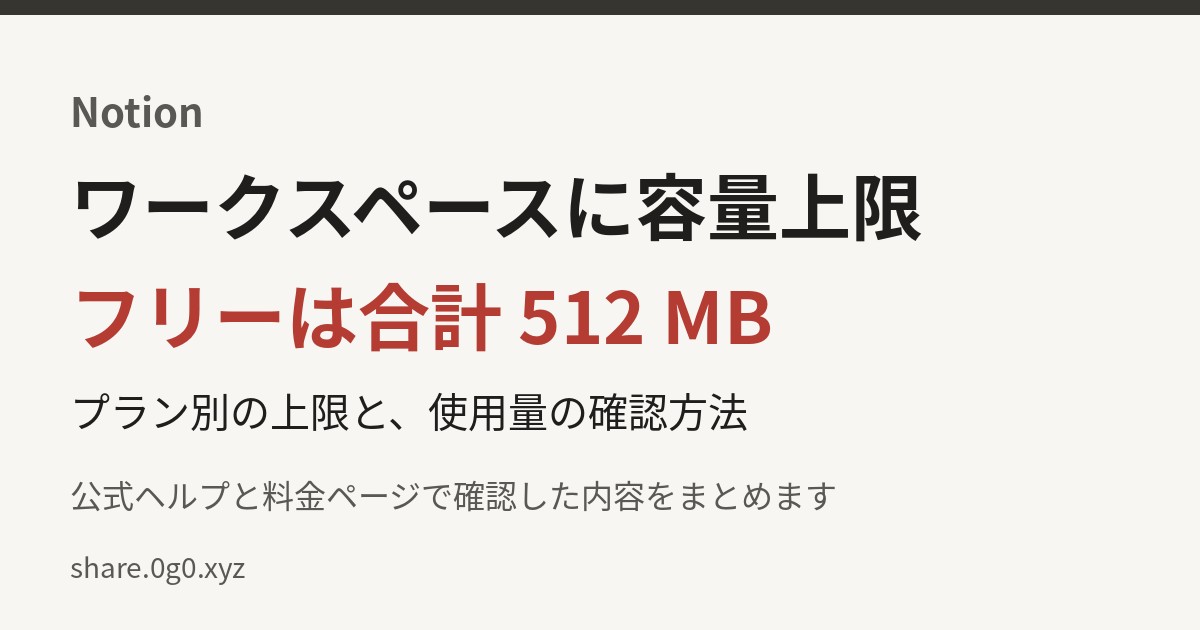 Notion
ワークスペースに容量上限
フリーは合計 512 MB
プラン別の上限と、使用量の確認方法
公式ヘルプと料金ページで確認した内容をまとめます
share.0g0.xyz